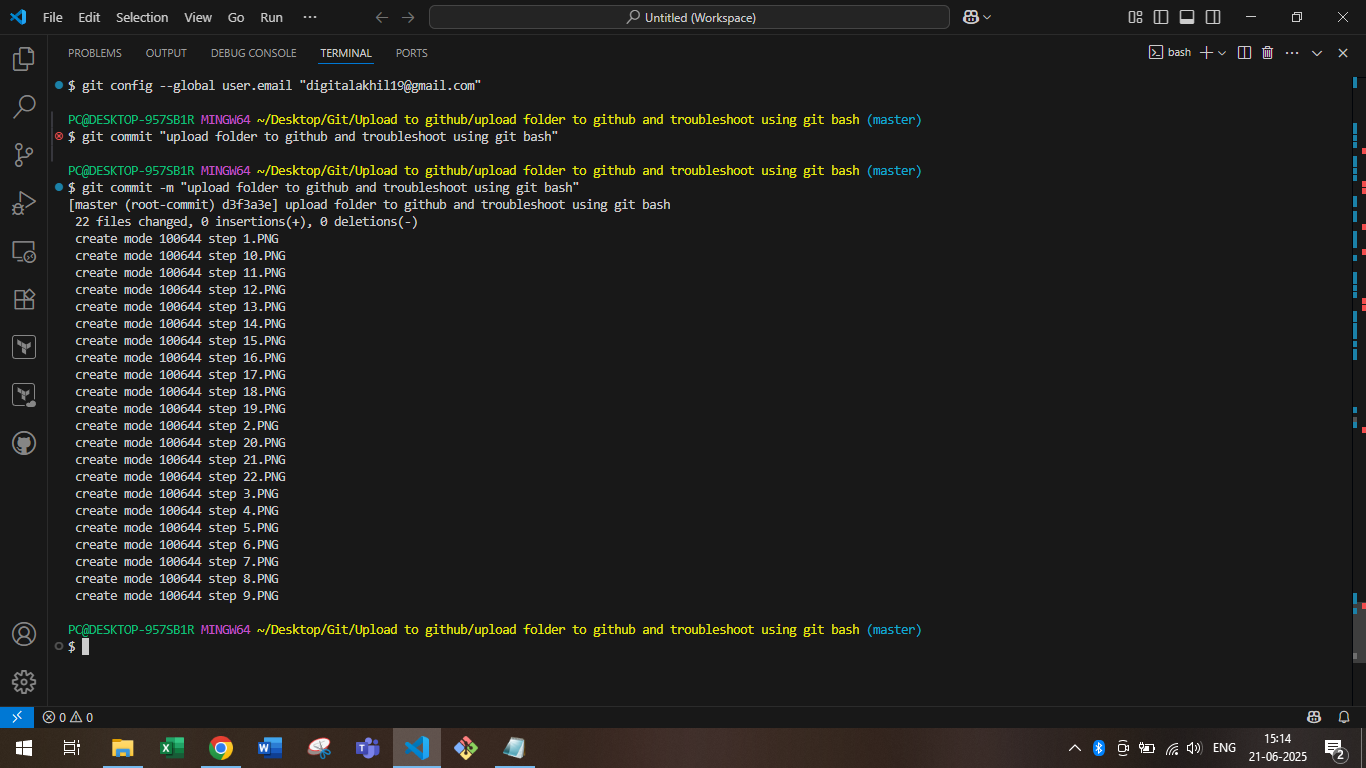 File Edit Selection View Go Run ··· Untitled (Workspace)
PROBLEMS OUTPUT DEBUG CONSOLE TERMINAL PORTS bash
$ git config --global user.email "digitalakhil19@gmail.com"
PC@DESKTOP-957SB1R MINGW64 ~/Desktop/Git/Upload to github/upload folder to github and troubleshoot using git bash (master)
$ git commit "upload folder to github and troubleshoot using git bash"
PC@DESKTOP-957SB1R MINGW64 ~/Desktop/Git/Upload to github/upload folder to github and troubleshoot using git bash (master)
$ git commit -m "upload folder to github and troubleshoot using git bash"
[master (root-commit) d3f3a3e] upload folder to github and troubleshoot using git bash
22 files changed, 0 insertions(+), 0 deletions(-)
create mode 100644 step 1.PNG
create mode 100644 step 10.PNG
create mode 100644 step 11.PNG
create mode 100644 step 12.PNG
create mode 100644 step 13.PNG
create mode 100644 step 14.PNG
create mode 100644 step 15.PNG
create mode 100644 step 16.PNG
create mode 100644 step 17.PNG
create mode 100644 step 18.PNG
create mode 100644 step 19.PNG
create mode 100644 step 2.PNG
create mode 100644 step 20.PNG
create mode 100644 step 21.PNG
create mode 100644 step 22.PNG
create mode 100644 step 3.PNG
create mode 100644 step 4.PNG
create mode 100644 step 5.PNG
create mode 100644 step 6.PNG
create mode 100644 step 7.PNG
create mode 100644 step 8.PNG
create mode 100644 step 9.PNG
PC@DESKTOP-957SB1R MINGW64 ~/Desktop/Git/Upload to github/upload folder to github and troubleshoot using git bash (master)
$
0 0
ENG 15:14
21-06-2025 2